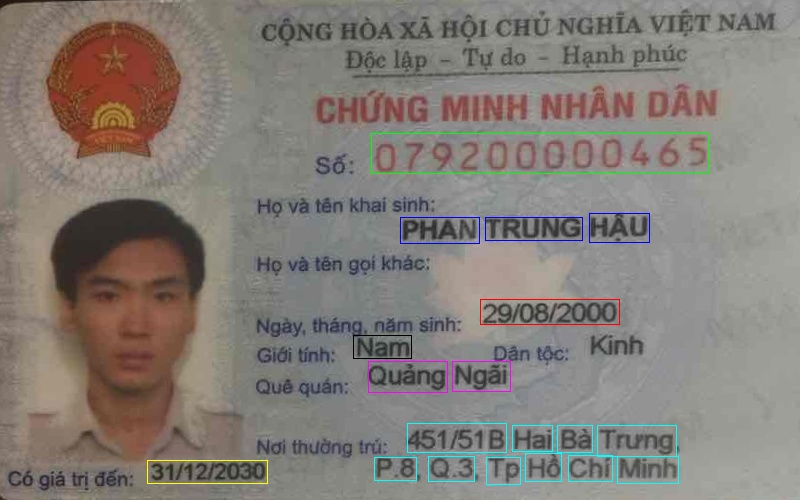 CỘNG HÒA XÃ HỘI CHỦ NGHĨA VIỆT NAM
Độc lập – Tự do – Hạnh phúc
CHỨNG MINH NHÂN DÂN
Số: 079200000465
Họ và tên khai sinh:
PHAN TRUNG HẬU
Họ và tên gọi khác:
Ngày, tháng, năm sinh: 29/08/2000
Giới tính: Nam Dân tộc: Kinh
Quê quán: Quảng Ngãi
Nơi thường trú: 451/51B Hai Bà Trưng,
P.8, Q.3, Tp Hồ Chí Minh
Có giá trị đến: 31/12/2030